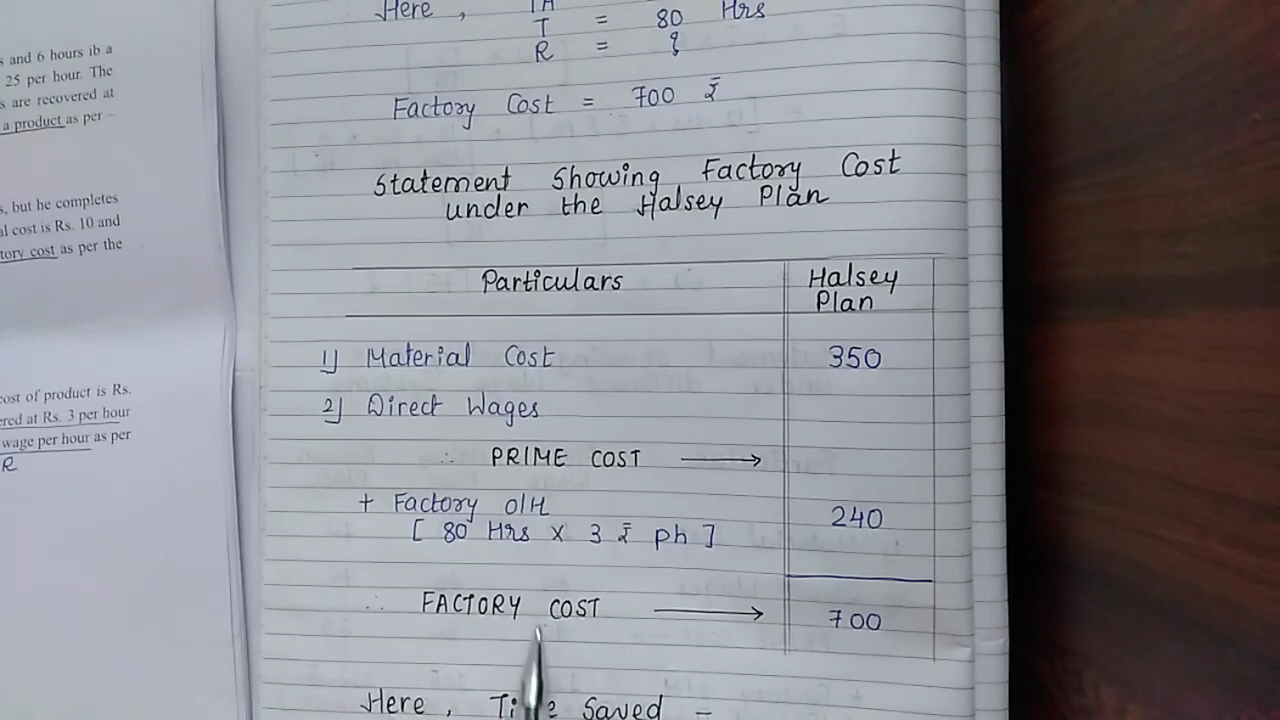 s and 6 hours ib a
25 per hour. The
s are recovered at
a product as per –
s, but he completes
al cost is Rs. 10 and
tory cost as per the
cost of product is Rs.
ered at Rs. 3 per hour
wage per hour as per
R
Here ,
T = 80 Hrs
R = ?
Factory Cost = 700 ₹
Statement Showing Factory Cost
under the Halsey Plan
Particulars Halsey
Plan
1) Material Cost 350
2) Direct Wages
∴ PRIME COST →
+ Factory O/H 240
[ 80 Hrs x 3 ₹ ph ]
∴ FACTORY COST → 700
Here , Saved –